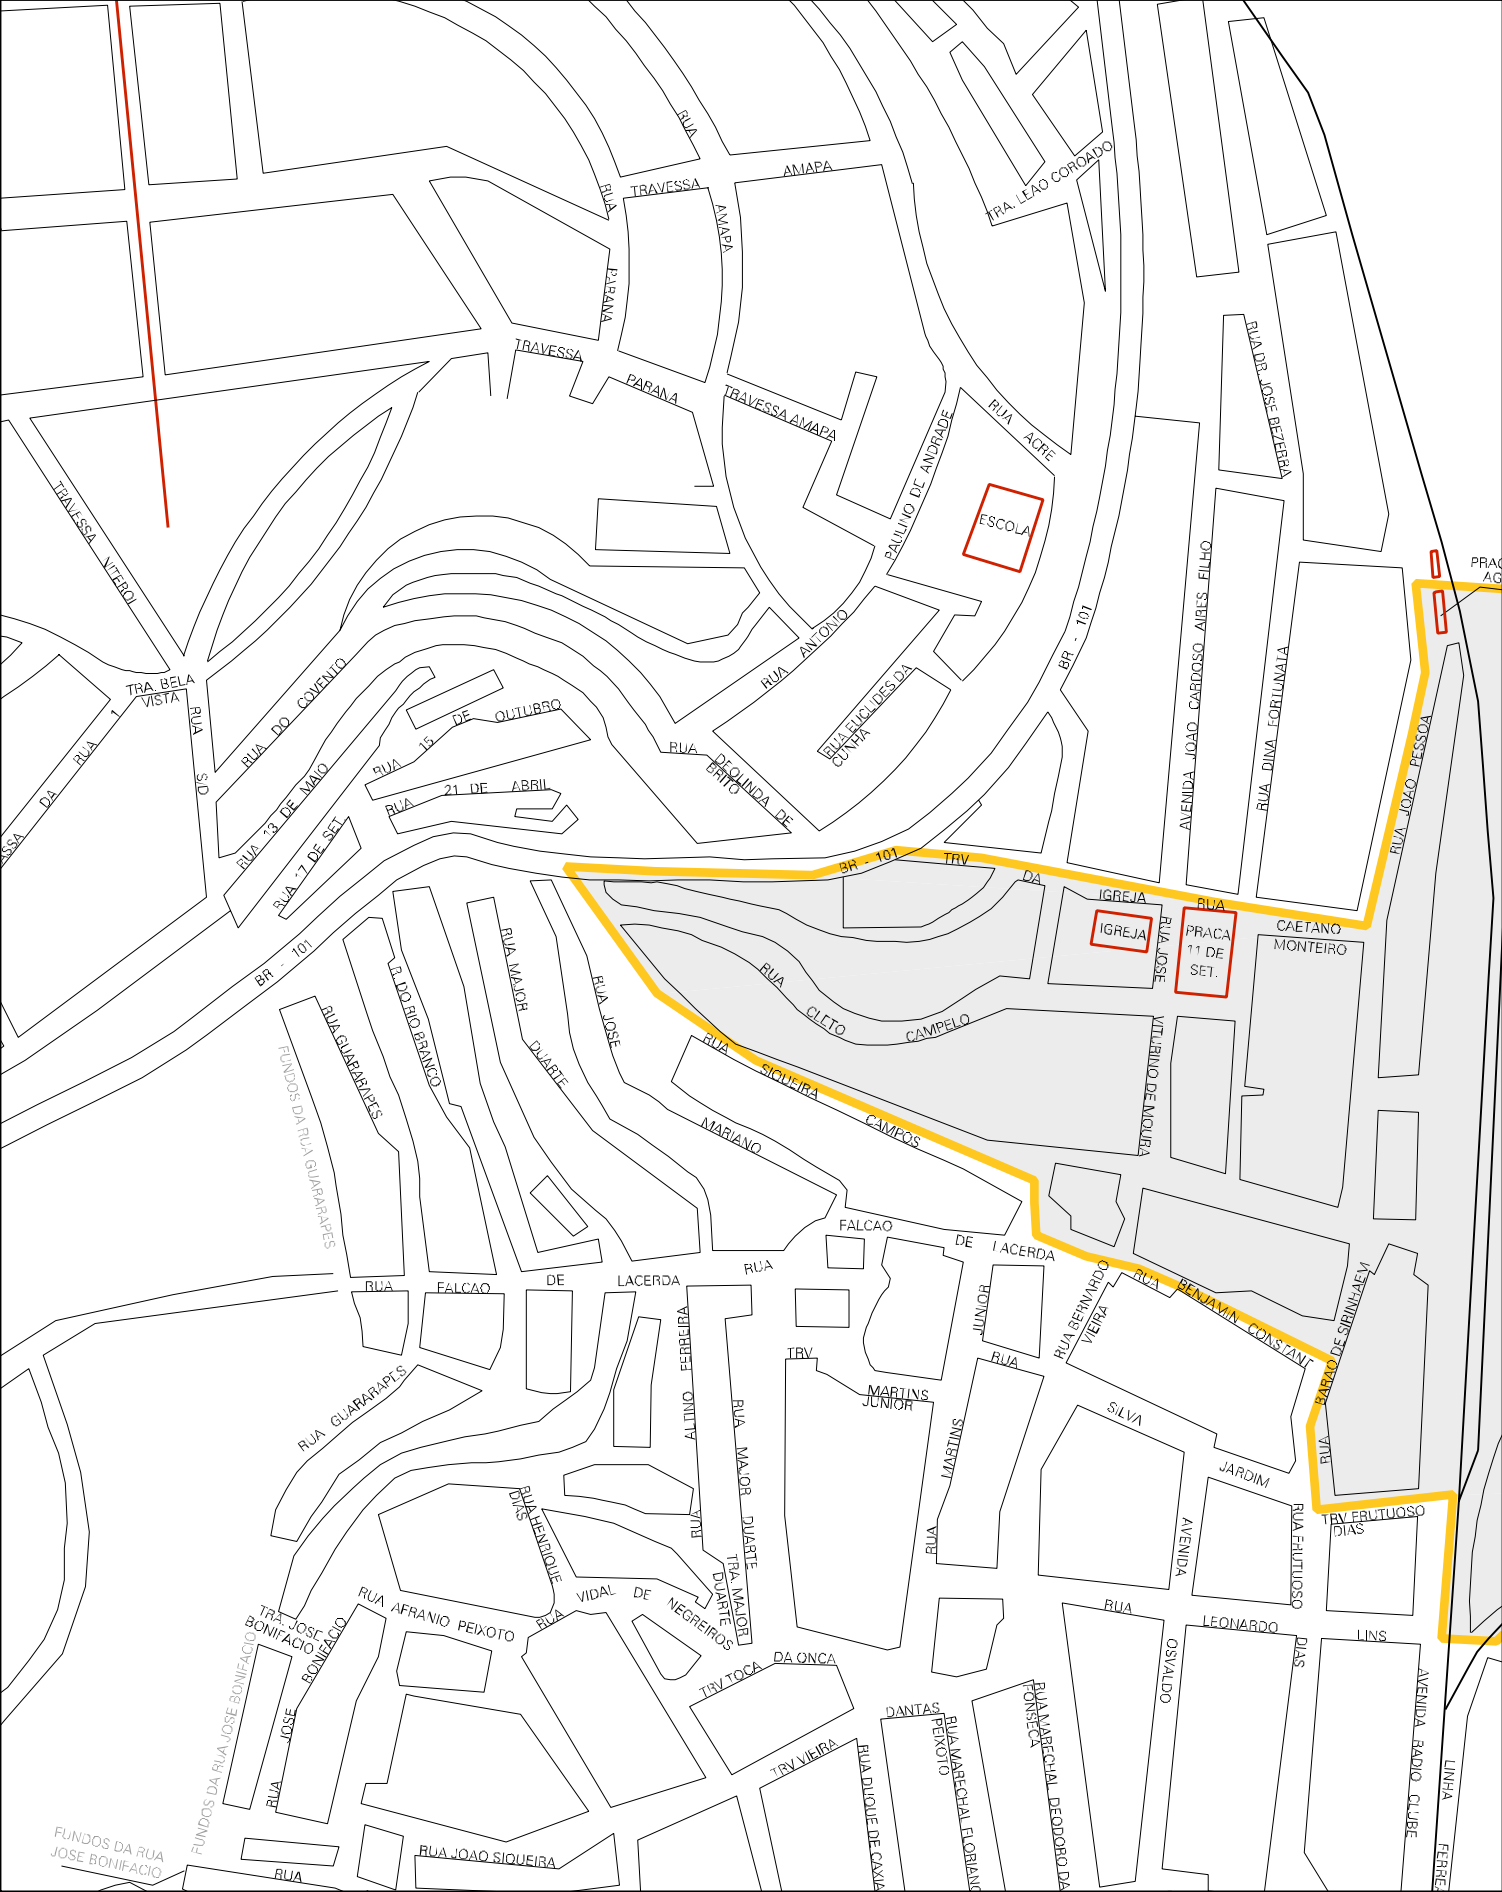 RUA
TRAVESSA
AMAPA
RUA
AMAPA
TRA. LEAO COROADO
PARANA
TRAVESSA
PARANA
TRAVESSA AMAPA
RUA DR. JOSE BEZERRA
RUA ACRE
PAULINO DE ANDRADE
ESCOLA
TRAVESSA VITEROI
AVENIDA JOAO CARDOSO AIRES FILHO
BR - 101
RUA DINA FORTUNATA
RUA ANTONIO
RUA EUCLIDES DA
CUNHA
TRA. BELA
VISTA
RUA S/D
DA RUA 1
RUA DO COVENTO
RUA 15 DE OUTUBRO
RUA DEOLINDA DE
BRITO
RUA 13 DE MAIO
RUA 21 DE ABRIL
RUA 17 DE SET
RUA JOAO PESSOA
BR - 101
TRV DA
IGREJA
RUA
CAETANO
MONTEIRO
IGREJA
RUA JOSE
PRACA
11 DE
SET.
BR - 101
R. DO RIO BRANCO
RUA MAJOR
DUARTE
RUA JOSE
MARIANO
RUA
CLETO
CAMPELO
VITURINO DE MOURA
RUA GUARARAPES
FUNDOS DA RUA GUARARAPES
RUA
SIQUEIRA
CAMPOS
FALCAO
DE LACERDA
RUA
RUA FALCAO DE LACERDA
RUA BERNARDO
VIEIRA
RUA BENJAMIN CONSTANT
RUA BARAO DE SIRINHAEM
JUNIOR
RUA ALTINO FERREIRA
RUA MAJOR DUARTE
TRV
MARTINS
JUNIOR
RUA
SILVA
JARDIM
RUA GUARARAPES
RUA MARTINS
TRA. MAJOR
DUARTE
RUA HENRIQUE
DIAS
AVENIDA
RUA FRUTUOSO
TRV FRUTUOSO
DIAS
RUA VIDAL DE
NEGREIROS
RUA AFRANIO PEIXOTO
TRA. JOSE
BONIFACIO
RUA JOSE BONIFACIO
FUNDOS DA RUA JOSE BONIFACIO
RUA
LEONARDO
LINS
DIAS
OSVALDO
TRV TOCA
DA ONCA
TRV VIEIRA
DANTAS
RUA DUQUE DE CAXIA
RUA MARECHAL FLORIANO
PEIXOTO
RUA MARECHAL DEODORO DA
FONSECA
AVENIDA RADIO CLUBE
LINHA
FUNDOS DA RUA
JOSE BONIFACIO
RUA
RUA JOAO SIQUEIRA